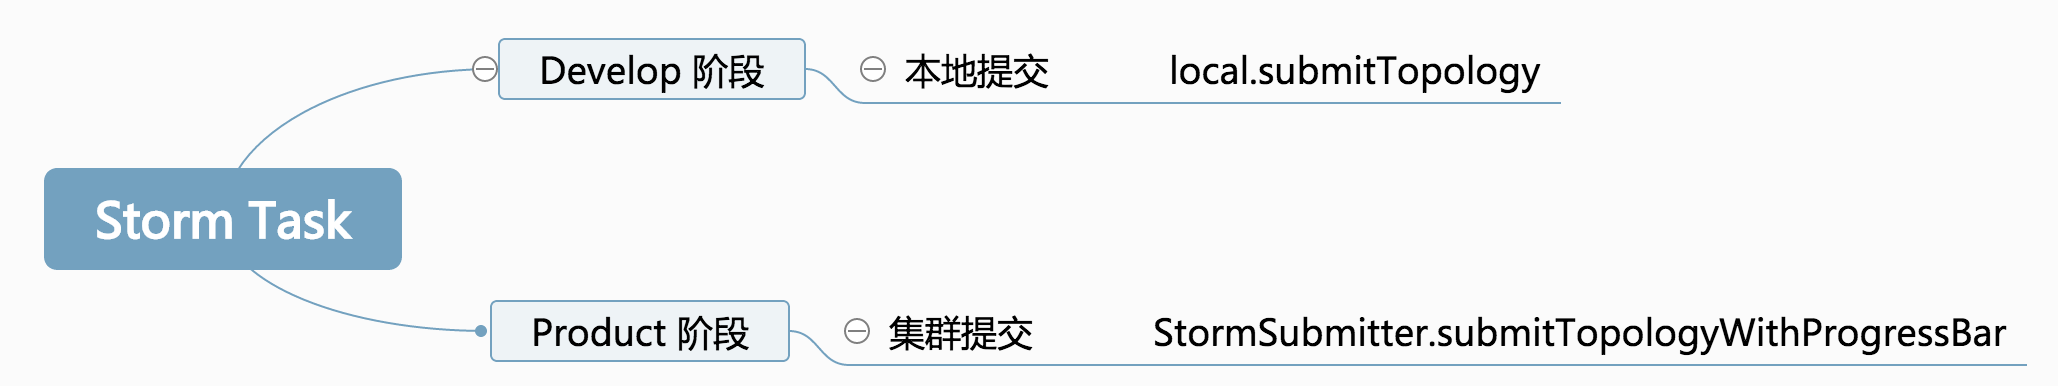 Develop 阶段
本地提交 local.submitTopology
Storm Task
Product 阶段
集群提交 StormSubmitter.submitTopologyWithProgressBar